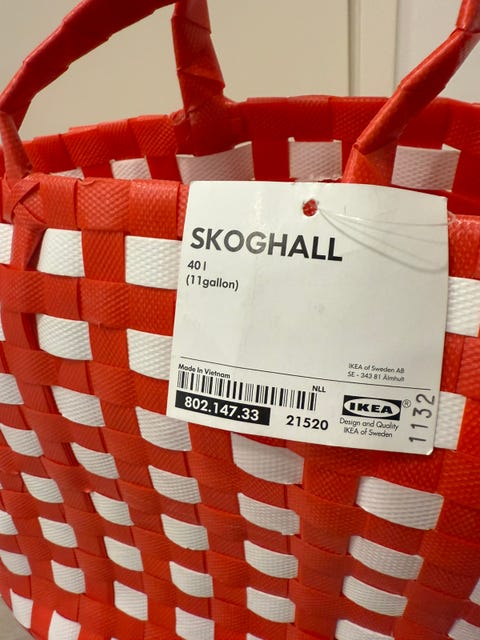 SKOGHALL
40 l
(11gallon)
IKEA of Sweden AB
SE - 343 81 Älmhult
Made in Vietnam
NLL
802.147.33
21520
IKEA®
Design and Quality
IKEA of Sweden
1132